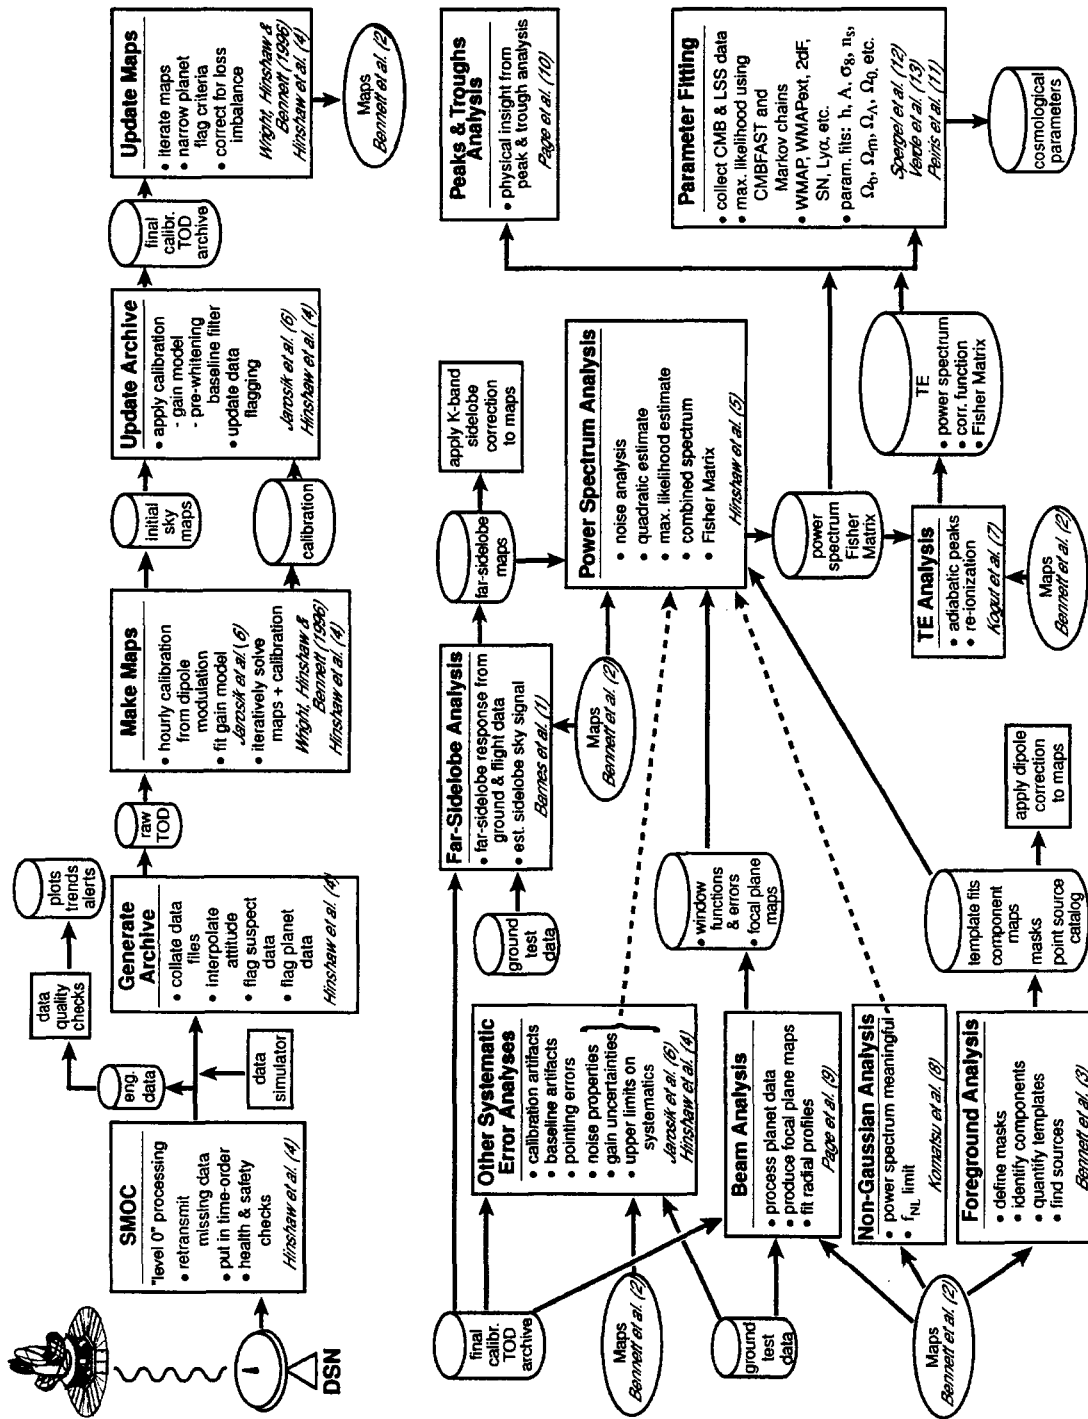 DSN
SMOC
"level 0" processing
• retransmit
missing data
• put in time-order
• health & safety
checks
Hinshaw et al. (4)
eng.
data
data
quality
checks
plots
trends
alerts
data
simulator
Generate
Archive
• collate data
files
• interpolate
attitude
• flag suspect
data
• flag planet
data
Hinshaw et al. (4)
raw
TOD
Make Maps
• hourly calibration
from dipole
modulation
• fit gain model
Jarosik et al. (6)
• iteratively solve
maps + calibration
Wright, Hinshaw &
Bennett (1996)
Hinshaw et al. (4)
initial
sky
maps
calibration
Update Archive
• apply calibration
- gain model
- pre-whitening
baseline filter
• update data
flagging
Jarosik et al. (6)
Hinshaw et al. (4)
final
calibr.
TOD
archive
Update Maps
• iterate maps
• narrow planet
flag criteria
• correct for loss
imbalance
Wright, Hinshaw &
Bennett (1996)
Hinshaw et al. (4)
Maps
Bennett et al. (2)
final
calibr.
TOD
archive
Maps
Bennett et al. (2)
ground
test
data
Maps
Bennett et al. (2)
Other Systematic
Error Analyses
• calibration artifacts
• baseline artifacts
• pointing errors
• noise properties
• gain uncertainties
• upper limits on
systematics
Jarosik et al. (6)
Hinshaw et al. (4)
Beam Analysis
• process planet data
• produce focal plane maps
• fit radial profiles
Page et al. (9)
Non-Gaussian Analysis
• power spectrum meaningful
• fNL limit
Komatsu et al. (8)
Foreground Analysis
• define masks
• identify components
• quantify templates
• find sources
Bennett et al. (3)
ground
test
data
Far-Sidelobe Analysis
• far-sidelobe response from
ground & flight data
• est. sidelobe sky signal
Barnes et al. (1)
Maps
Bennett et al. (2)
• window
functions
& errors
• focal plane
maps
template fits
component
maps
masks
point source
catalog
apply dipole
correction
to maps
far-sidelobe
maps
apply K-band
sidelobe
correction
to maps
Power Spectrum Analysis
• noise analysis
• quadratic estimate
• max. likelihood estimate
• combined spectrum
• Fisher Matrix
Hinshaw et al. (5)
power
spectrum
Fisher
Matrix
TE Analysis
• adiabatic peaks
• re-ionization
Kogut et al. (7)
Maps
Bennett et al. (2)
TE
• power spectrum
• corr. function
• Fisher Matrix
Peaks & Troughs
Analysis
• physical insight from
peak & trough analysis
Page et al. (10)
Parameter Fitting
• collect CMB & LSS data
• max. likelihood using
CMBFAST and
Markov chains
• WMAP, WMAPext, 2dF,
SN, Lyα, etc.
• param. fits: h, A, σ8, ns,
Ωb, Ωm, ΩΛ, Ω0, etc.
Spergel et al. (12)
Verde et al. (13)
Peiris et al. (11)
cosmological
parameters